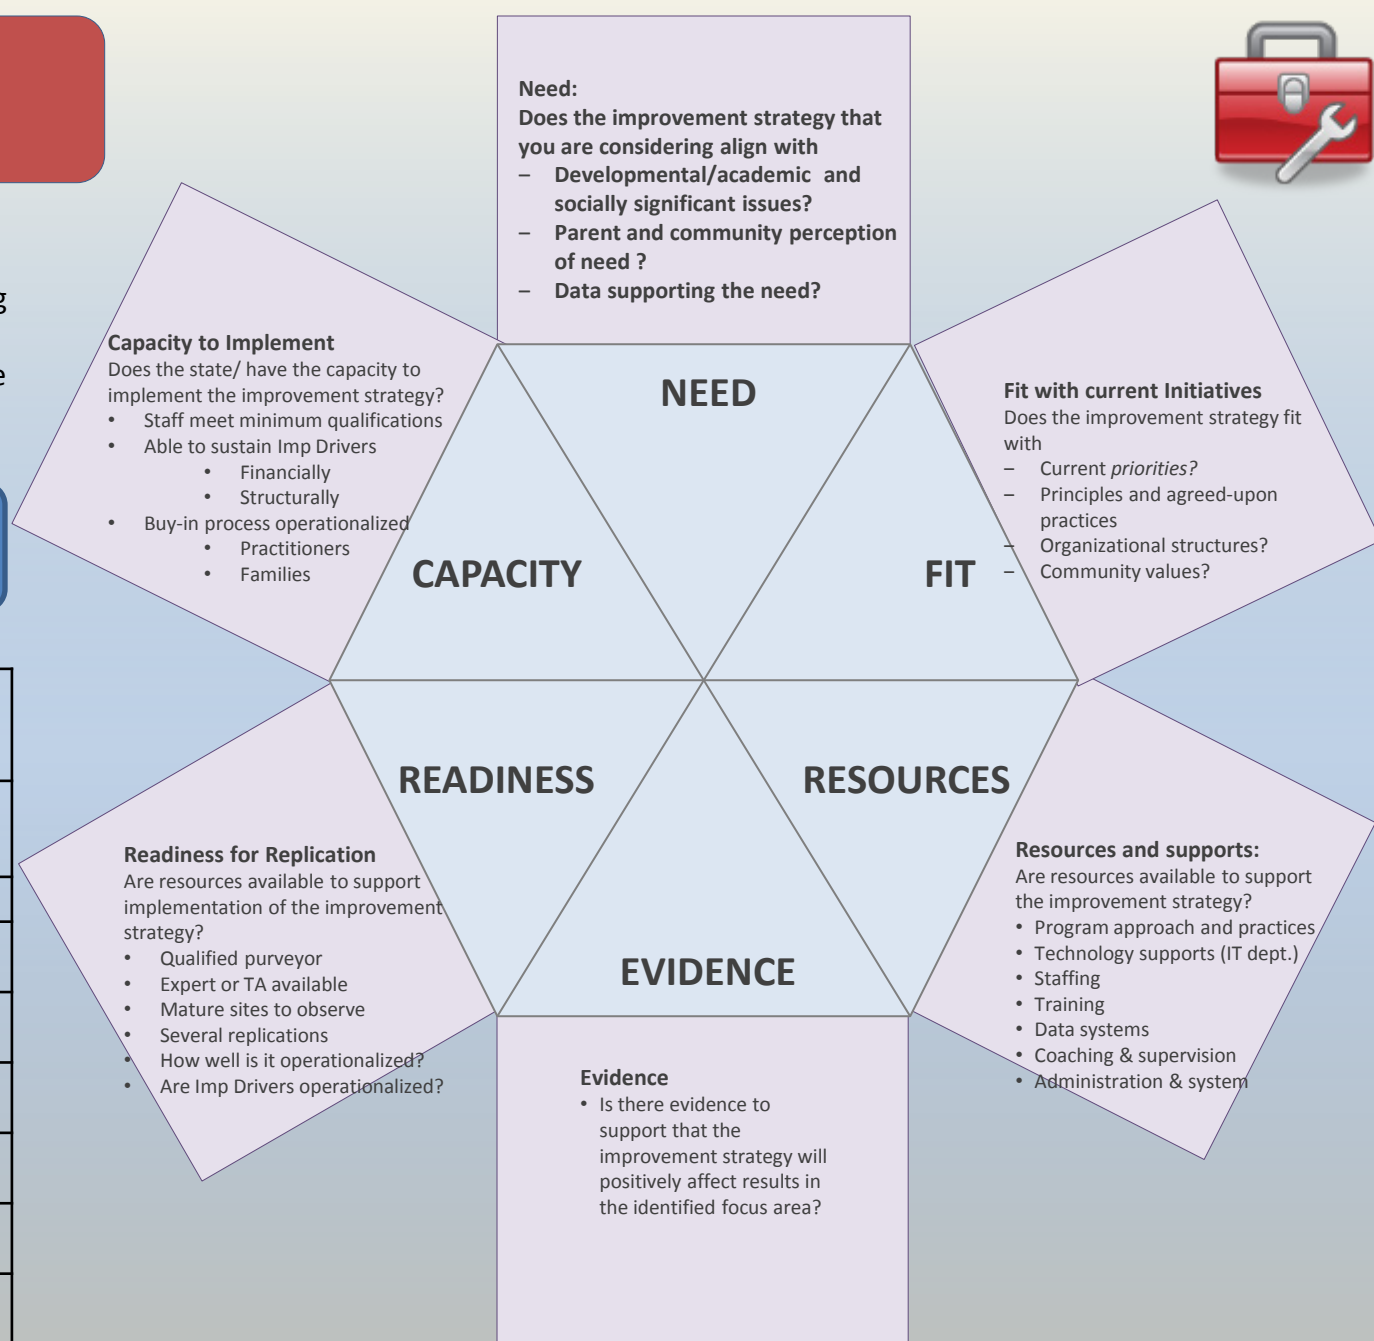 Need:
Does the improvement strategy that
you are considering align with
– Developmental/academic and
socially significant issues?
– Parent and community perception
of need ?
– Data supporting the need?
g
e
Capacity to Implement
Does the state/ have the capacity to
implement the improvement strategy?
• Staff meet minimum qualifications
• Able to sustain Imp Drivers
• Financially
• Structurally
• Buy-in process operationalized
• Practitioners
• Families
NEED
Fit with current Initiatives
Does the improvement strategy fit
with
– Current priorities?
– Principles and agreed-upon
practices
– Organizational structures?
– Community values?
CAPACITY
FIT
READINESS
RESOURCES
EVIDENCE
Readiness for Replication
Are resources available to support
implementation of the improvement
strategy?
• Qualified purveyor
• Expert or TA available
• Mature sites to observe
• Several replications
• How well is it operationalized?
• Are Imp Drivers operationalized?
Resources and supports:
Are resources available to support
the improvement strategy?
• Program approach and practices
• Technology supports (IT dept.)
• Staffing
• Training
• Data systems
• Coaching & supervision
• Administration & system
Evidence
• Is there evidence to
support that the
improvement strategy will
positively affect results in
the identified focus area?